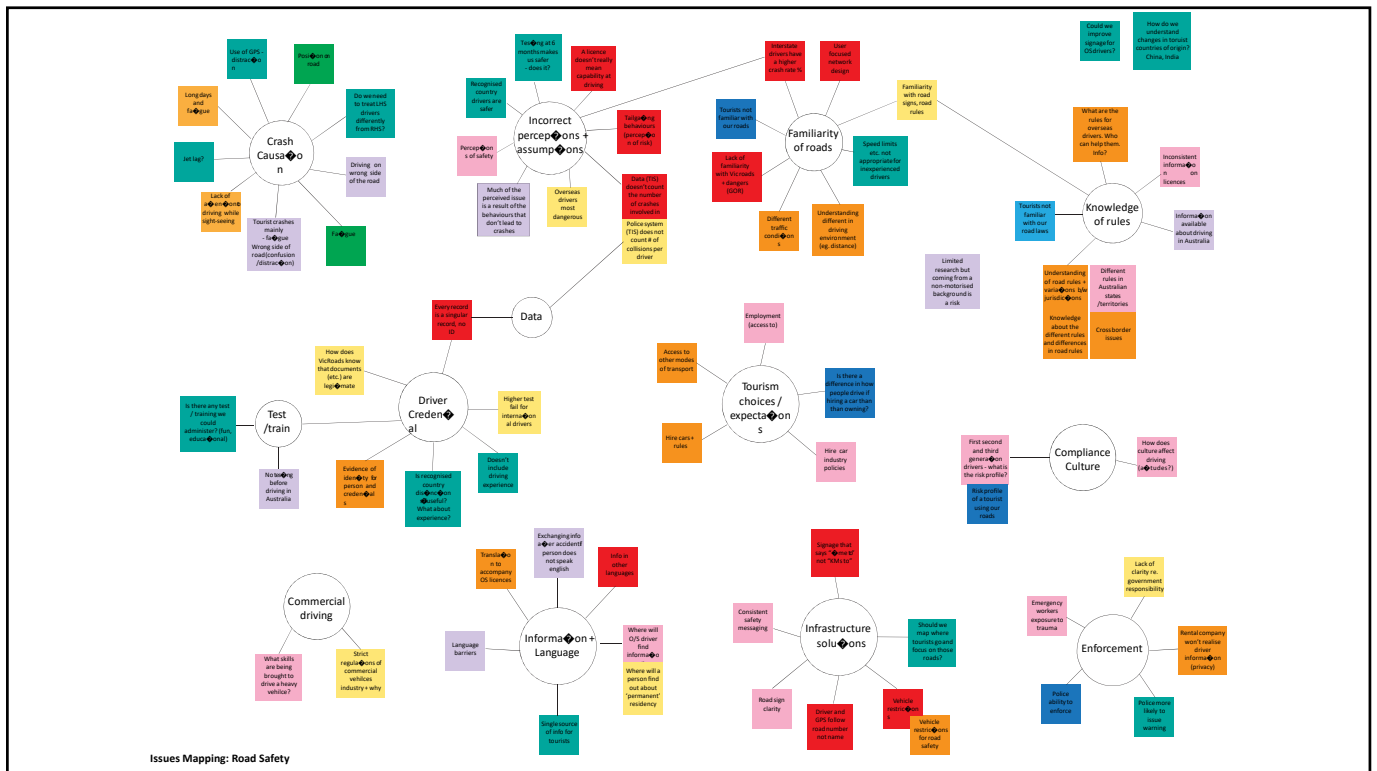 Use of GPS -
distrac�o
n
Posi�on on
road
Long days
and
fa�gue
Do we need
to treat LHS
drivers
differently
from RHS?
Crash
Causa�o
n
Jet lag?
Driving on
wrong side
of the road
Lack of
a�en�on to
driving while
sight-seeing
Tourist crashes
mainly
- fa�gue
Wrong side of
road (confusion
/distrac�on)
Fa�gue
Tes�ng at 6
months makes
us safer
- does it?
A licence
doesn't really
mean
capability at
driving
Recognised
country
drivers are
safer
Incorrect
percep�ons +
assump�ons
Tailga�ng
behaviours
(percep�o
n of risk)
Percep�on
s of safety
Much of the
perceived issue
is a result of the
behaviours that
don't lead to
crashes
Overseas
drivers
most
dangerous
Data (TIS)
doesn't count
the number
of crashes
involved in
Police system
(TIS) does not
count # of
collisions per
driver
Interstate
drivers have
a higher
crash rate %
User
focused
network
design
Tourists not
familiar with
our roads
Familiarity
with road
signs, road
rules
Familiarity
of roads
Speed limits
etc. not
appropriate for
inexperienced
drivers
Lack of
familiarity
with Vic roads
+ dangers
(GOR)
Different
traffic
condi�on
s
Understanding
different in
driving
environment
(eg. distance)
Could we
improve
signage for
OS drivers?
How do we
understand
changes in toruist
countries of origin?
China, India
What are the
rules for
overseas
drivers. Who
can help them.
Info?
Inconsistent
informa�o
n on
licences
Knowledge
of rules
Tourists not
familiar
with our
road laws
Informa�on
available
about driving
in Australia
Limited
research but
coming from a
non-motorised
background is
a risk
Understanding
of road rules +
varia�ons b/w
jurisdic�ons
Different
rules in
Australian
states
/territories
Knowledge
about the
different rules
and differences
in road rules
Cross border
issues
Every record
is a singular
record, no
ID
Data
How does
VicRoads know
that documents
(etc.) are
legi�mate
Driver
Creden�
al
Higher test
fail for
interna�on
al drivers
Is there any test
/ training we
could
administer? (fun,
educa�onal)
Test
/train
No tes�ng
before
driving in
Australia
Evidence of
iden�ty for
person and
creden�al
s
Is recognised
country
dis�nc�on
useful?
What about
experience?
Doesn't
include
driving
experience
Employment
(access to)
Access to
other modes
of transport
Tourism
choices /
expecta�on
s
Is there a
difference in how
people drive if
hiring a car than
than owning?
Hire cars +
rules
Hire car
industry
policies
First second
and third
genera�on
drivers - what is
the risk profile?
Compliance
Culture
How does
culture affect
driving
(a�tudes?)
Risk profile
of a tourist
using our
roads
Commercial
driving
What skills
are being
brought to
drive a heavy
vehilce?
Strict
regula�ons of
commercial
vehilces
industry + why
Transla�o
n to
accompany
OS licences
Exchanging info
a�er accident if
person does
not speak
english
Info in
other
languages
Language
barriers
Informa�on +
Language
Where will
O/S driver
find
informa�o
Where will a
person find
out about
'permanent'
residency
Single source
of info for
tourists
Signage that
says "�me to"
not "KMs to"
Consistent
safety
messaging
Infrastructure
solu�ons
Should we
map where
tourists go and
focus on those
roads?
Road sign
clarity
Driver and
GPS follow
road number
not name
Vehicle
restric�on
s
Vehicle
restric�ons
for road
safety
Lack of
clarity re.
government
responsibility
Emergency
workers
exposure to
trauma
Enforcement
Rental company
won't realise
driver
informa�on
(privacy)
Police
ability to
enforce
Police more
likely to
issue
warning
Issues Mapping: Road Safety